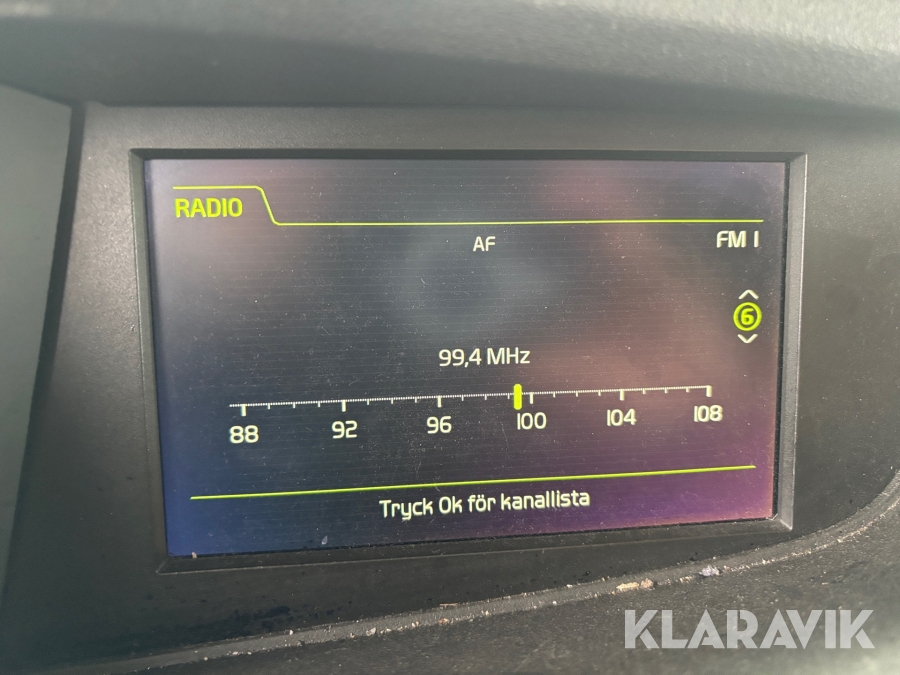 RADIO
AF
FM 1
6
99,4 MHz
88 92 96 100 104 108
Tryck Ok för kanallista
KLARAVIK